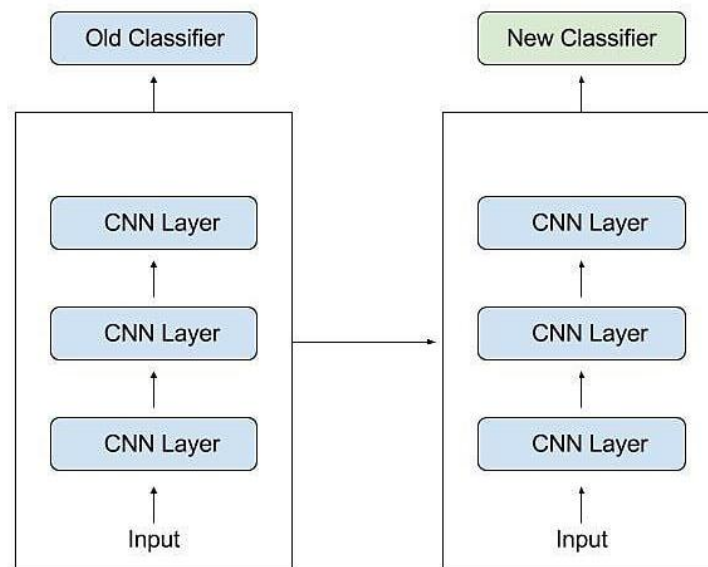 Old Classifier
CNN Layer
CNN Layer
CNN Layer
Input
New Classifier
CNN Layer
CNN Layer
CNN Layer
Input